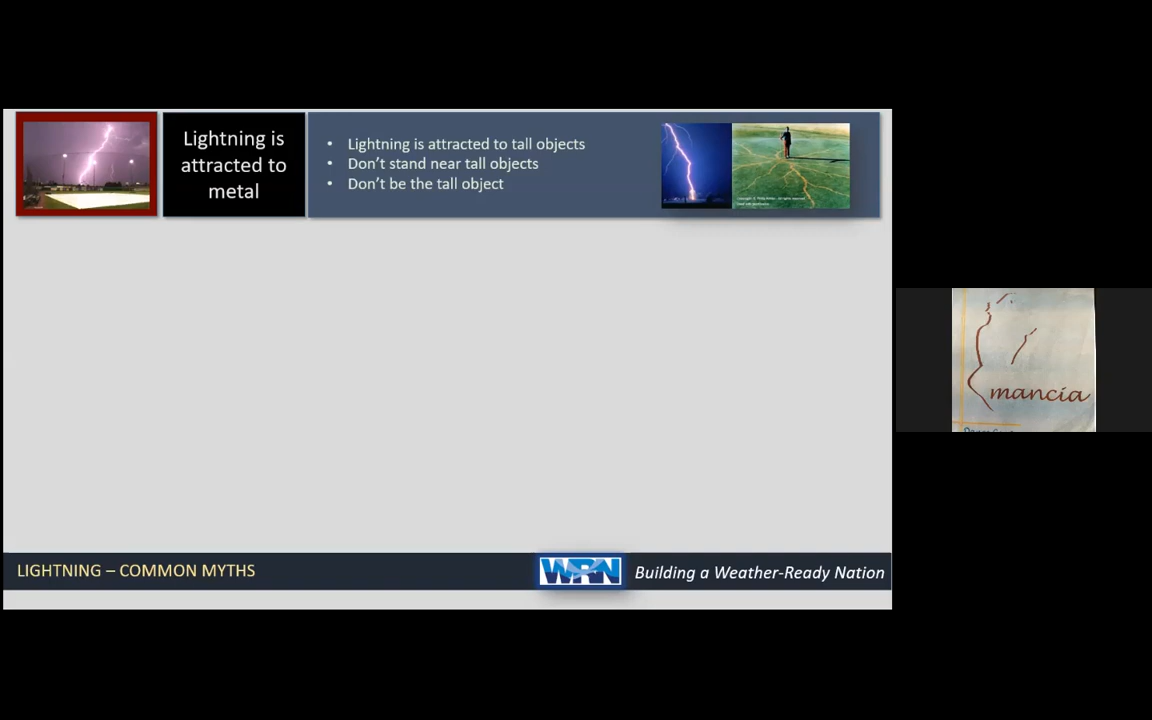 Lightning is
attracted to
metal
• Lightning is attracted to tall objects
• Don't stand near tall objects
• Don't be the tall object
LIGHTNING – COMMON MYTHS
WRN
Building a Weather-Ready Nation
mancia